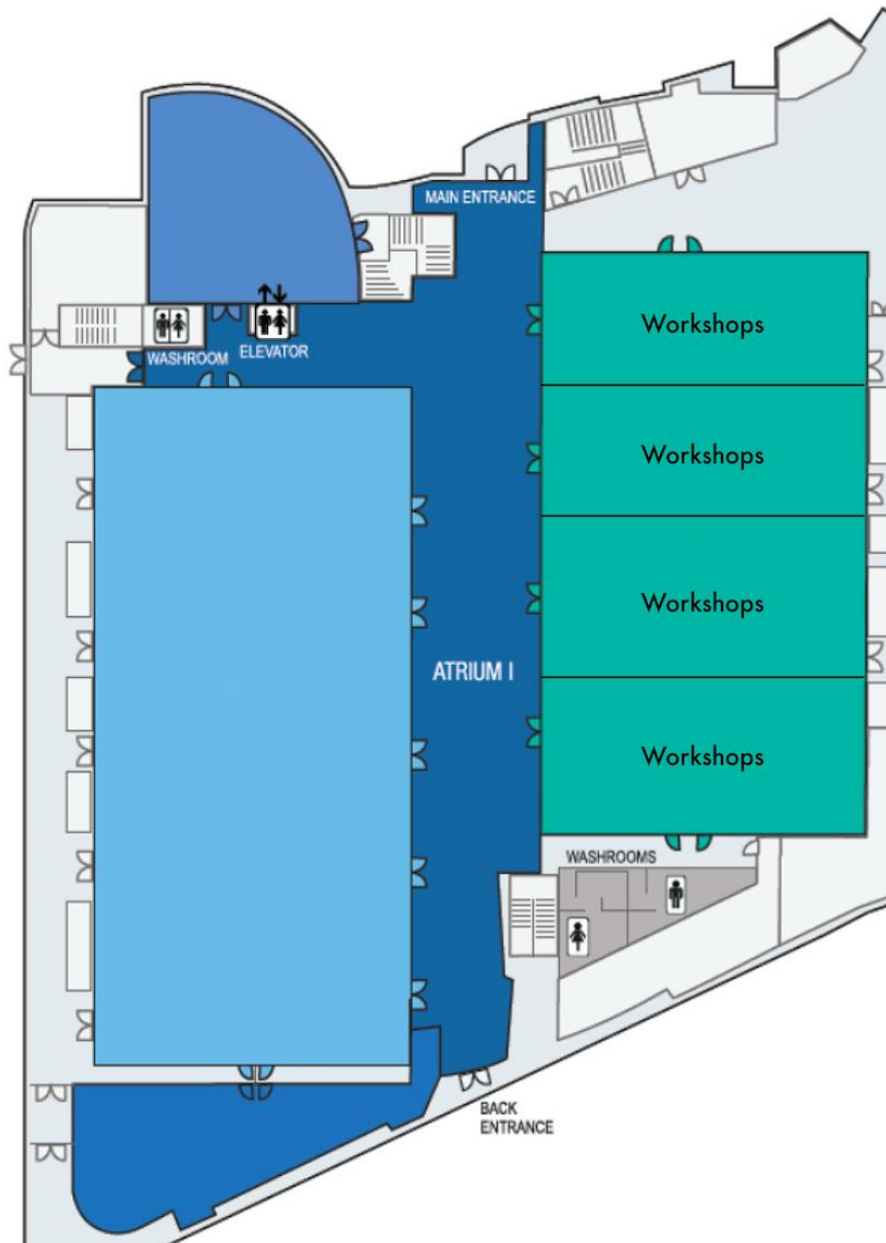 MAIN ENTRANCE
Workshops
WASHROOM
ELEVATOR
Workshops
Workshops
ATRIUM I
Workshops
WASHROOMS
BACK
ENTRANCE